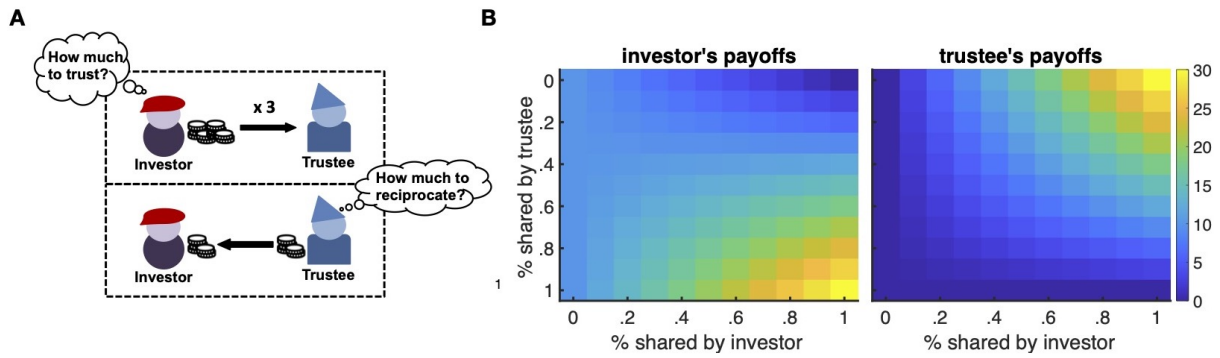 A
How much
to trust?
x 3
Investor
Trustee
How much to
reciprocate?
Investor
Trustee
1
B
investor's payoffs
trustee's payoffs
% shared by trustee
0
.2
.4
.6
.8
1
0 .2 .4 .6 .8 1
% shared by investor
0 .2 .4 .6 .8 1
% shared by investor
30
25
20
15
10
5
0